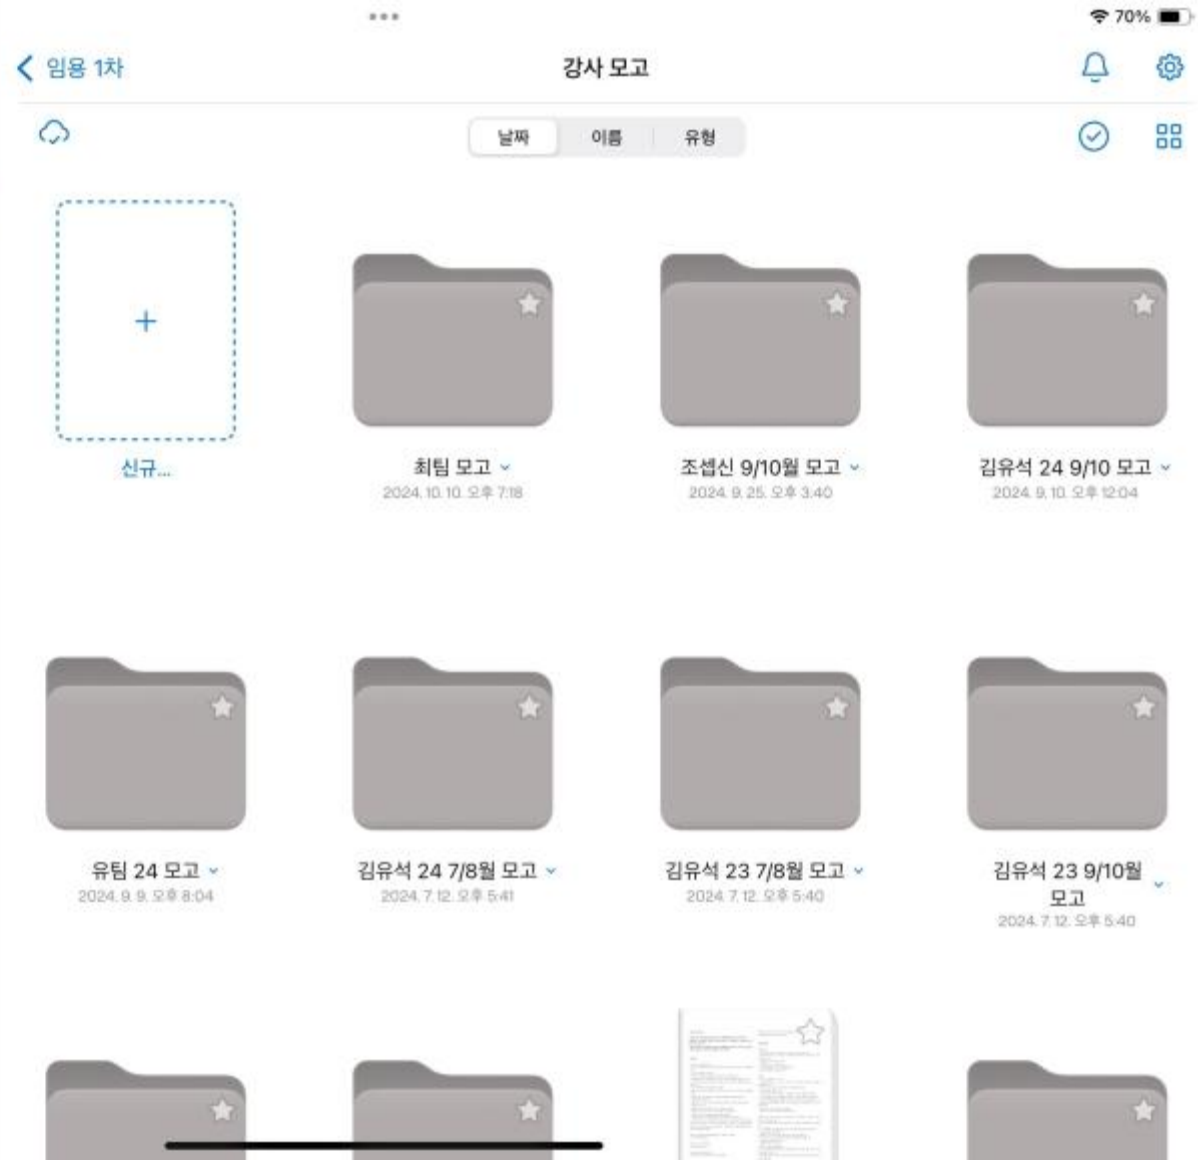 70%
임용 1차
강사 모고
날짜 이름 유형
신규...
최팀 모고
2024. 10. 10. 오후 7:18
조셉신 9/10월 모고
2024. 9. 25. 오후 3:40
김유석 24 9/10 모고
2024. 9. 10. 오후 12:04
유팀 24 모고
2024. 9. 9. 오후 8:04
김유석 24 7/8월 모고
2024. 7. 12. 오후 5:41
김유석 23 7/8월 모고
2024. 7. 12. 오후 5:40
김유석 23 9/10월
모고
2024. 7. 12. 오후 5:40